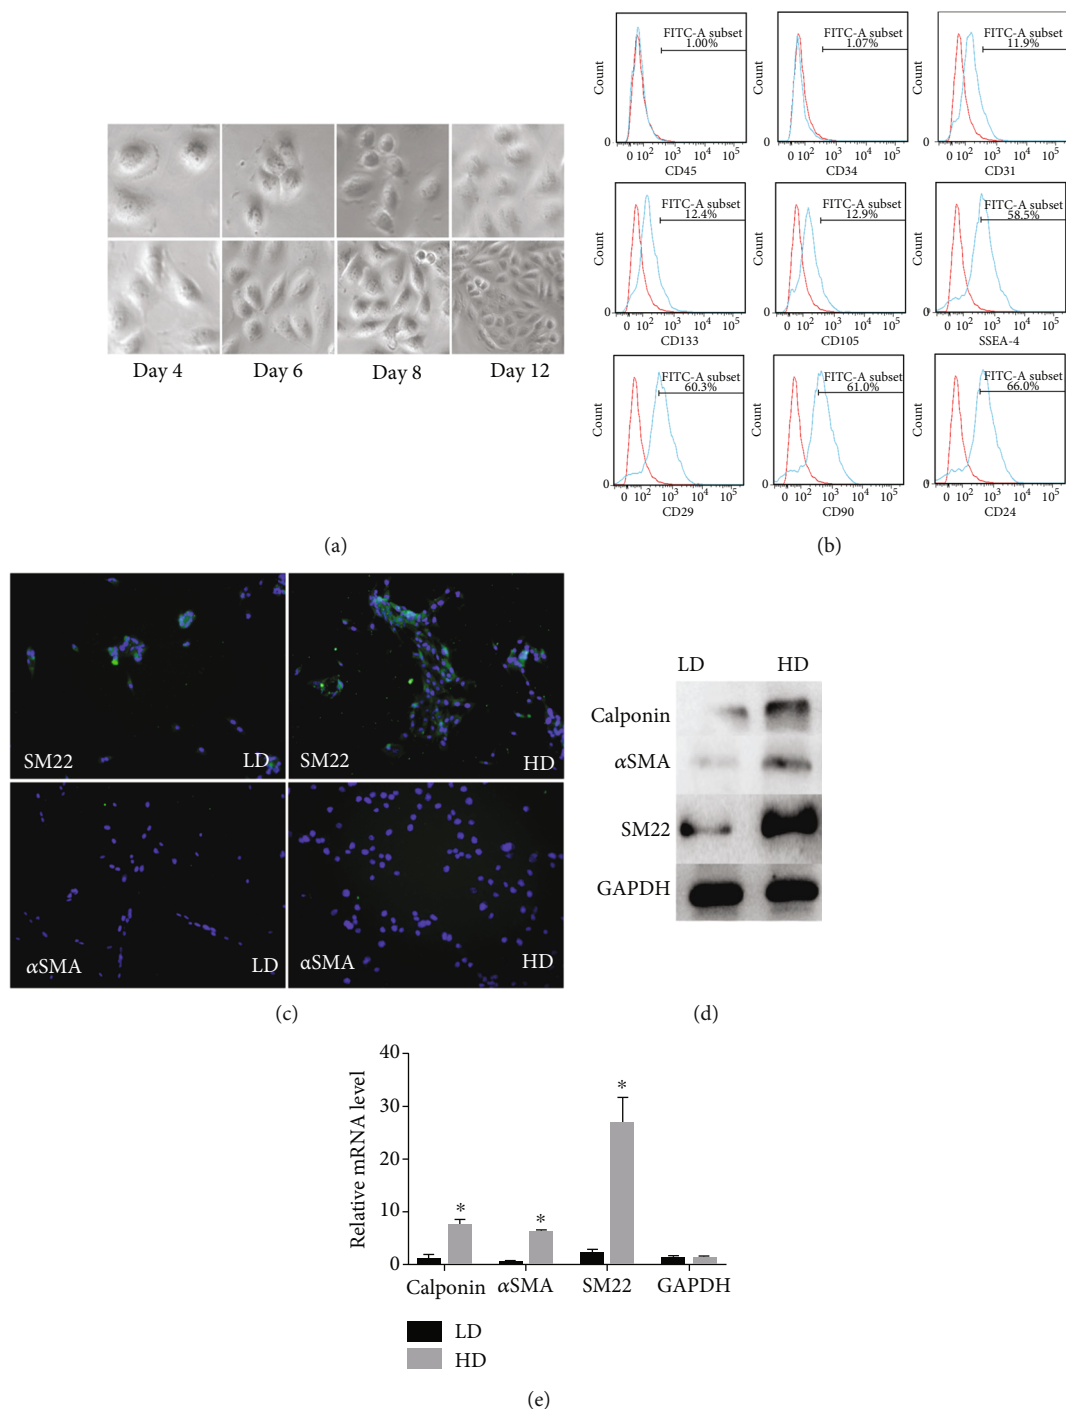 Day 4 Day 6 Day 8 Day 12
(a)
Count
FITC-A subset
1.00%
0
0 10² 10³ 10⁴ 10⁵
CD45
Count
FITC-A subset
1.07%
0
0 10² 10³ 10⁴ 10⁵
CD34
Count
FITC-A subset
11.9%
0
0 10² 10³ 10⁴ 10⁵
CD31
Count
FITC-A subset
12.4%
0
0 10² 10³ 10⁴ 10⁵
CD133
Count
FITC-A subset
12.9%
0
0 10² 10³ 10⁴ 10⁵
CD105
Count
FITC-A subset
58.5%
0
0 10² 10³ 10⁴ 10⁵
SSEA-4
Count
FITC-A subset
60.3%
0
0 10² 10³ 10⁴ 10⁵
CD29
Count
FITC-A subset
61.0%
0
0 10² 10³ 10⁴ 10⁵
CD90
Count
FITC-A subset
66.0%
0
0 10² 10³ 10⁴ 10⁵
CD24
(b)
SM22 LD
SM22 HD
αSMA LD
αSMA HD
(c)
LD HD
Calponin
αSMA
SM22
GAPDH
(d)
Relative mRNA level
40
30
20
10
0
*
*
*
Calponin αSMA SM22 GAPDH
LD
HD
(e)